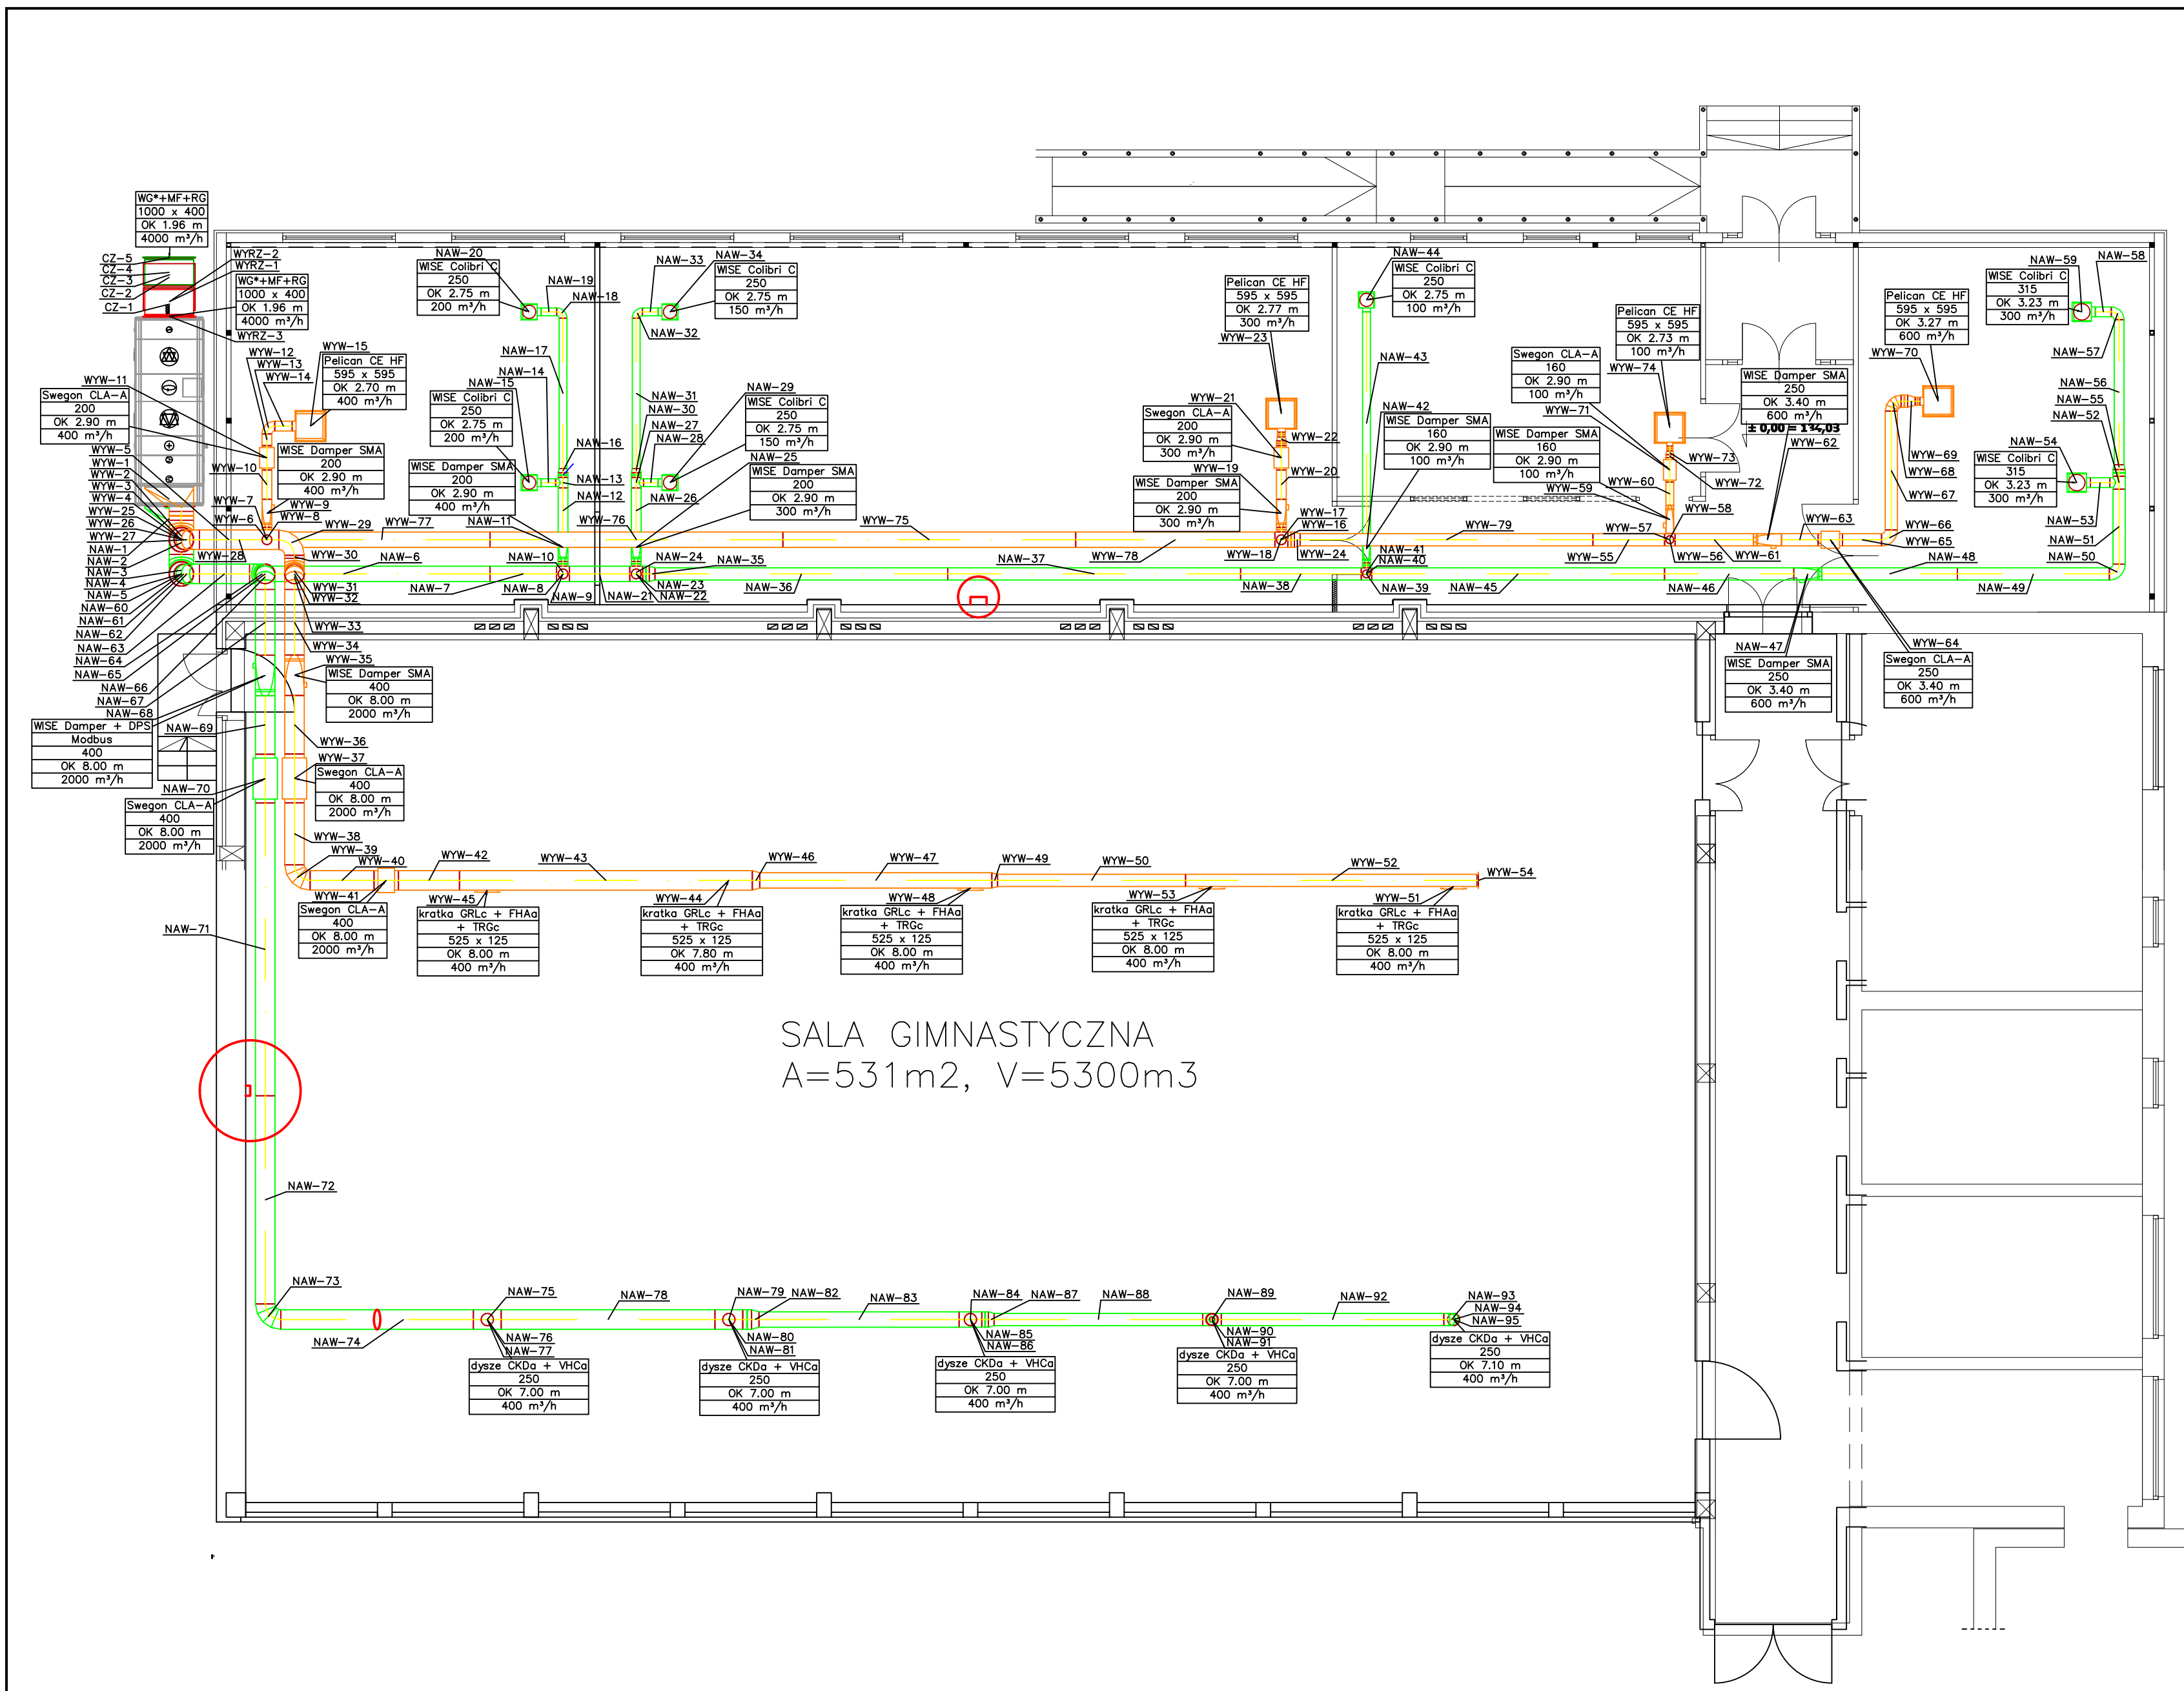 WG*+MF+RG
1000 x 400
OK 1.96 m
4000 m³/h
CZ-5
CZ-4
CZ-3
CZ-2
CZ-1
WYRZ-2
WYRZ-1
WG*+MF+RG
1000 x 400
OK 1.96 m
4000 m³/h
WYRZ-3
WYW-12
WYW-13
WYW-14
WYW-15
Pelican CE HF
595 x 595
OK 2.70 m
400 m³/h
WYW-11
Swegon CLA-A
200
OK 2.90 m
400 m³/h
WYW-5
WYW-1
WYW-2
WYW-3
WYW-4
WYW-25
WYW-26
WYW-27
NAW-1
NAW-2
NAW-3
NAW-4
NAW-5
NAW-60
NAW-61
NAW-62
NAW-63
NAW-64
NAW-65
NAW-66
NAW-67
NAW-68
WYW-10
WYW-7
WYW-6
WYW-9
WYW-8
WISE Damper SMA
200
OK 2.90 m
400 m³/h
WYW-28
WYW-29
WYW-77
WYW-30
NAW-6
WYW-31
WYW-32
NAW-7
WYW-33
WYW-34
WYW-35
WISE Damper SMA
400
OK 8.00 m
2000 m³/h
WISE Damper + DPS
Modbus
400
OK 8.00 m
2000 m³/h
NAW-69
WYW-36
WYW-37
Swegon CLA-A
400
OK 8.00 m
2000 m³/h
NAW-70
Swegon CLA-A
400
OK 8.00 m
2000 m³/h
WYW-38
WYW-39
WYW-40
WYW-41
Swegon CLA-A
400
OK 8.00 m
2000 m³/h
NAW-20
WISE Colibri C
250
OK 2.75 m
200 m³/h
NAW-19
NAW-18
NAW-33
NAW-34
WISE Colibri C
250
OK 2.75 m
150 m³/h
NAW-32
NAW-17
NAW-14
NAW-15
WISE Colibri C
250
OK 2.75 m
200 m³/h
NAW-31
NAW-30
NAW-27
NAW-28
NAW-29
WISE Colibri C
250
OK 2.75 m
150 m³/h
NAW-16
NAW-13
NAW-12
NAW-25
NAW-26
WISE Damper SMA
200
OK 2.90 m
400 m³/h
WISE Damper SMA
200
OK 2.90 m
300 m³/h
NAW-11
WYW-76
WYW-75
NAW-10
NAW-24
NAW-35
NAW-8
NAW-9
NAW-21
NAW-23
NAW-22
NAW-36
NAW-37
WYW-78
NAW-38
Pelican CE HF
595 x 595
OK 2.77 m
300 m³/h
WYW-23
WYW-21
Swegon CLA-A
200
OK 2.90 m
300 m³/h
WYW-22
WYW-19
WYW-20
WISE Damper SMA
200
OK 2.90 m
300 m³/h
WYW-17
WYW-16
WYW-18
WYW-24
NAW-44
WISE Colibri C
250
OK 2.75 m
100 m³/h
NAW-43
NAW-42
WISE Damper SMA
160
OK 2.90 m
100 m³/h
NAW-41
NAW-40
NAW-39
WYW-79
NAW-45
WYW-55
Swegon CLA-A
160
OK 2.90 m
100 m³/h
WYW-71
WISE Damper SMA
160
OK 2.90 m
100 m³/h
WYW-60
WYW-59
Pelican CE HF
595 x 595
OK 2.73 m
100 m³/h
WYW-74
WYW-73
WYW-72
WYW-58
WYW-57
WYW-56
WYW-61
NAW-46
WISE Damper SMA
250
OK 3.40 m
600 m³/h
± 0,00 = 114,03
WYW-62
WYW-63
WYW-66
WYW-65
NAW-48
NAW-49
Pelican CE HF
595 x 595
OK 3.27 m
600 m³/h
WYW-70
WYW-69
WYW-68
WYW-67
NAW-59
NAW-58
WISE Colibri C
315
OK 3.23 m
300 m³/h
NAW-57
NAW-56
NAW-55
NAW-52
NAW-54
WISE Colibri C
315
OK 3.23 m
300 m³/h
NAW-53
NAW-51
NAW-50
NAW-47
WISE Damper SMA
250
OK 3.40 m
600 m³/h
WYW-64
Swegon CLA-A
250
OK 3.40 m
600 m³/h
WYW-42
WYW-43
WYW-46
WYW-47
WYW-49
WYW-50
WYW-52
WYW-54
WYW-45
kratka GRLc + FHAa
+ TRGc
525 x 125
OK 8.00 m
400 m³/h
WYW-44
kratka GRLc + FHAa
+ TRGc
525 x 125
OK 7.80 m
400 m³/h
WYW-48
kratka GRLc + FHAa
+ TRGc
525 x 125
OK 8.00 m
400 m³/h
WYW-53
kratka GRLc + FHAa
+ TRGc
525 x 125
OK 8.00 m
400 m³/h
WYW-51
kratka GRLc + FHAa
+ TRGc
525 x 125
OK 8.00 m
400 m³/h
NAW-71
SALA GIMNASTYCZNA
A=531m2, V=5300m3
NAW-72
NAW-73
NAW-74
NAW-75
NAW-76
NAW-77
dysze CKDa + VHCa
250
OK 7.00 m
400 m³/h
NAW-78
NAW-79
NAW-82
NAW-80
NAW-81
dysze CKDa + VHCa
250
OK 7.00 m
400 m³/h
NAW-83
NAW-84
NAW-87
NAW-85
NAW-86
dysze CKDa + VHCa
250
OK 7.00 m
400 m³/h
NAW-88
NAW-89
NAW-90
NAW-91
dysze CKDa + VHCa
250
OK 7.00 m
400 m³/h
NAW-92
NAW-93
NAW-94
NAW-95
dysze CKDa + VHCa
250
OK 7.10 m
400 m³/h